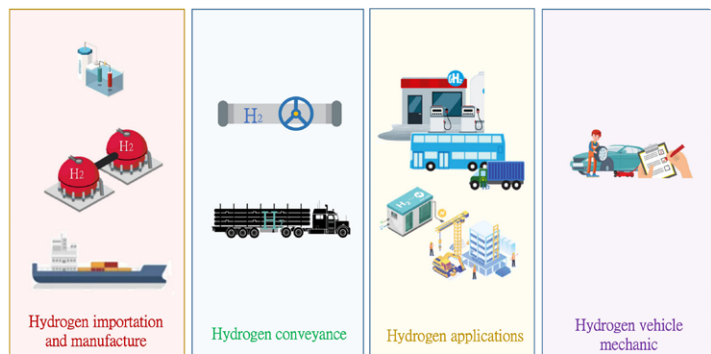 H2
H2
Hydrogen importation
and manufacture
H2
H
Hydrogen conveyance
H2
H2
Hydrogen applications
Hydrogen vehicle
mechanic